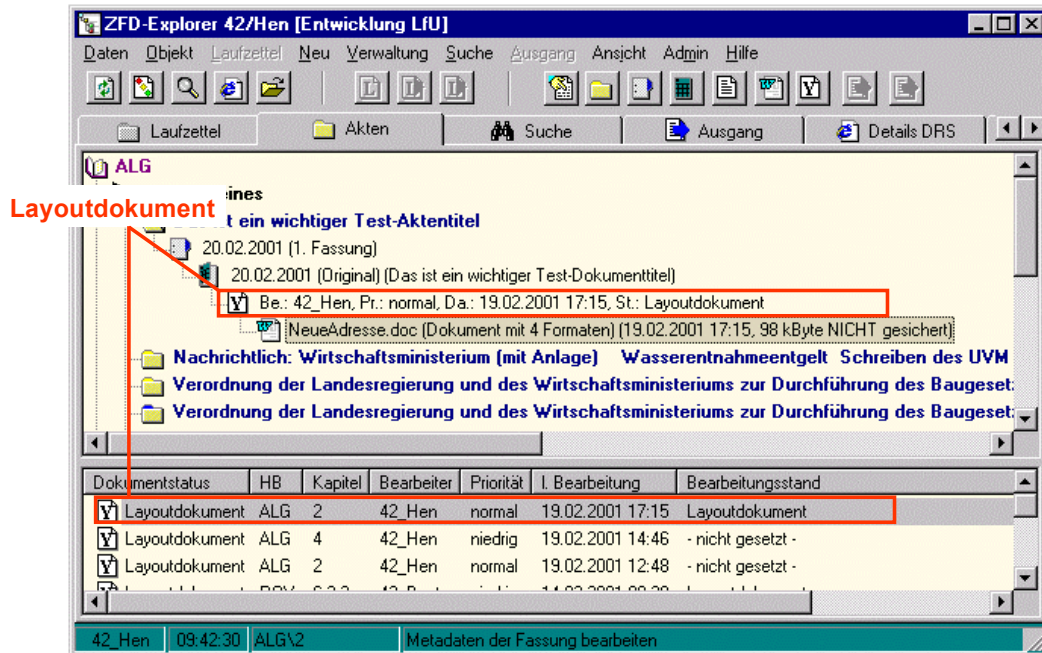 ZFD-Explorer 42/Hen [Entwicklung LfU]
Daten Objekt Laufzettel Neu Verwaltung Suche Ausgang Ansicht Admin Hilfe
Laufzettel Akten Suche Ausgang Details DRS
ALG
eines
Layoutdokument
t ein wichtiger Test-Aktentitel
20.02.2001 (1. Fassung)
20.02.2001 (Original) (Das ist ein wichtiger Test-Dokumenttitel)
Be.: 42_Hen, Pr.: normal, Da.: 19.02.2001 17:15, St.: Layoutdokument
NeueAdresse.doc (Dokument mit 4 Formaten) (19.02.2001 17:15, 98 kByte NICHT gesichert)
Nachrichtlich: Wirtschaftsministerium (mit Anlage) Wasserentnahmeentgelt Schreiben des UVM
Verordnung der Landesregierung und des Wirtschaftsministeriums zur Durchführung des Baugeset
Verordnung der Landesregierung und des Wirtschaftsministeriums zur Durchführung des Baugeset
Dokumentstatus HB Kapitel Bearbeiter Priorität l. Bearbeitung Bearbeitungsstand
Layoutdokument ALG 2 42_Hen normal 19.02.2001 17:15 Layoutdokument
Layoutdokument ALG 4 42_Hen niedrig 19.02.2001 14:46 - nicht gesetzt -
Layoutdokument ALG 2 42_Hen normal 19.02.2001 12:48 - nicht gesetzt -
42_Hen 09:42:30 ALG\2 Metadaten der Fassung bearbeiten